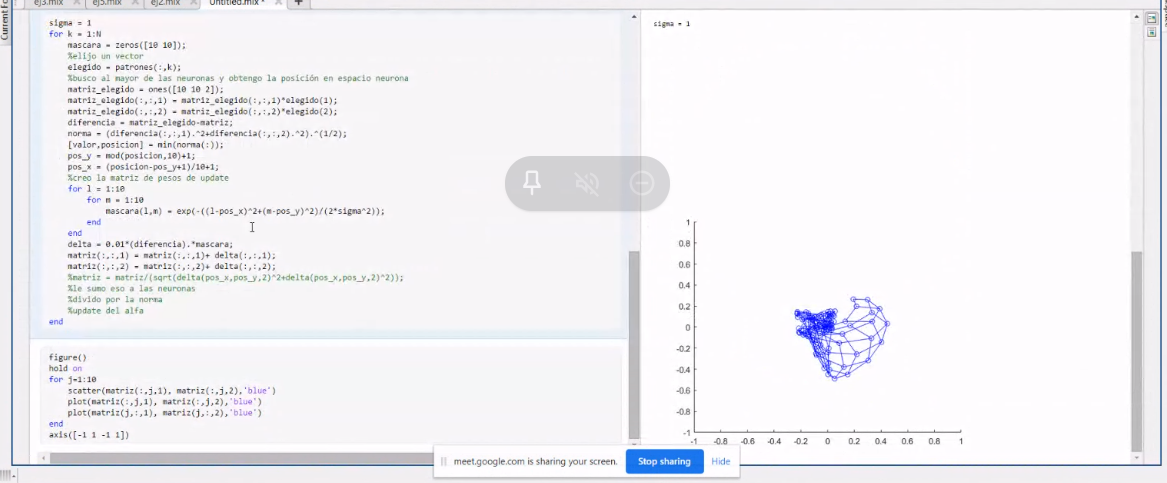 ej3.mlx
ej5.mlx
ej2.mlx
Untitled.mlx *
Current Fo
sigma = 1
for k = 1:N
mascara = zeros([10 10]);
%elijo un vector
elegido = patrones(:,k);
%busco al mayor de las neuronas y obtengo la posición en espacio neurona
matriz_elegido = ones([10 10 2]);
matriz_elegido(:,:,1) = matriz_elegido(:,:,1)*elegido(1);
matriz_elegido(:,:,2) = matriz_elegido(:,:,2)*elegido(2);
diferencia = matriz_elegido-matriz;
norma = (diferencia(:,:,1).^2+diferencia(:,:,2).^2).^(1/2);
[valor,posicion] = min(norma(:));
pos_y = mod(posicion,10)+1;
pos_x = (posicion-pos_y+1)/10+1;
%creo la matriz de pesos de update
for l = 1:10
for m = 1:10
mascara(l,m) = exp(-((l-pos_x)^2+(m-pos_y)^2)/(2*sigma^2));
end
end
delta = 0.01*(diferencia).*mascara;
matriz(:,:,1) = matriz(:,:,1)+ delta(:,:,1);
matriz(:,:,2) = matriz(:,:,2)+ delta(:,:,2);
%matriz = matriz/(sqrt(delta(pos_x,pos_y,2)^2+delta(pos_x,pos_y,2)^2));
%le sumo eso a las neuronas
%divido por la norma
%update del alfa
end
figure()
hold on
for j=1:10
scatter(matriz(:,j,1), matriz(:,j,2),'blue')
plot(matriz(:,j,1), matriz(:,j,2),'blue')
plot(matriz(j,:,1), matriz(j,:,2),'blue')
end
axis([-1 1 -1 1])
sigma = 1
1
0.8
0.6
0.4
0.2
0
-0.2
-0.4
-0.6
-0.8
-1
-1 -0.8 -0.6 -0.4 -0.2 0 0.2 0.4 0.6 0.8 1
meet.google.com is sharing your screen.
Stop sharing
Hide